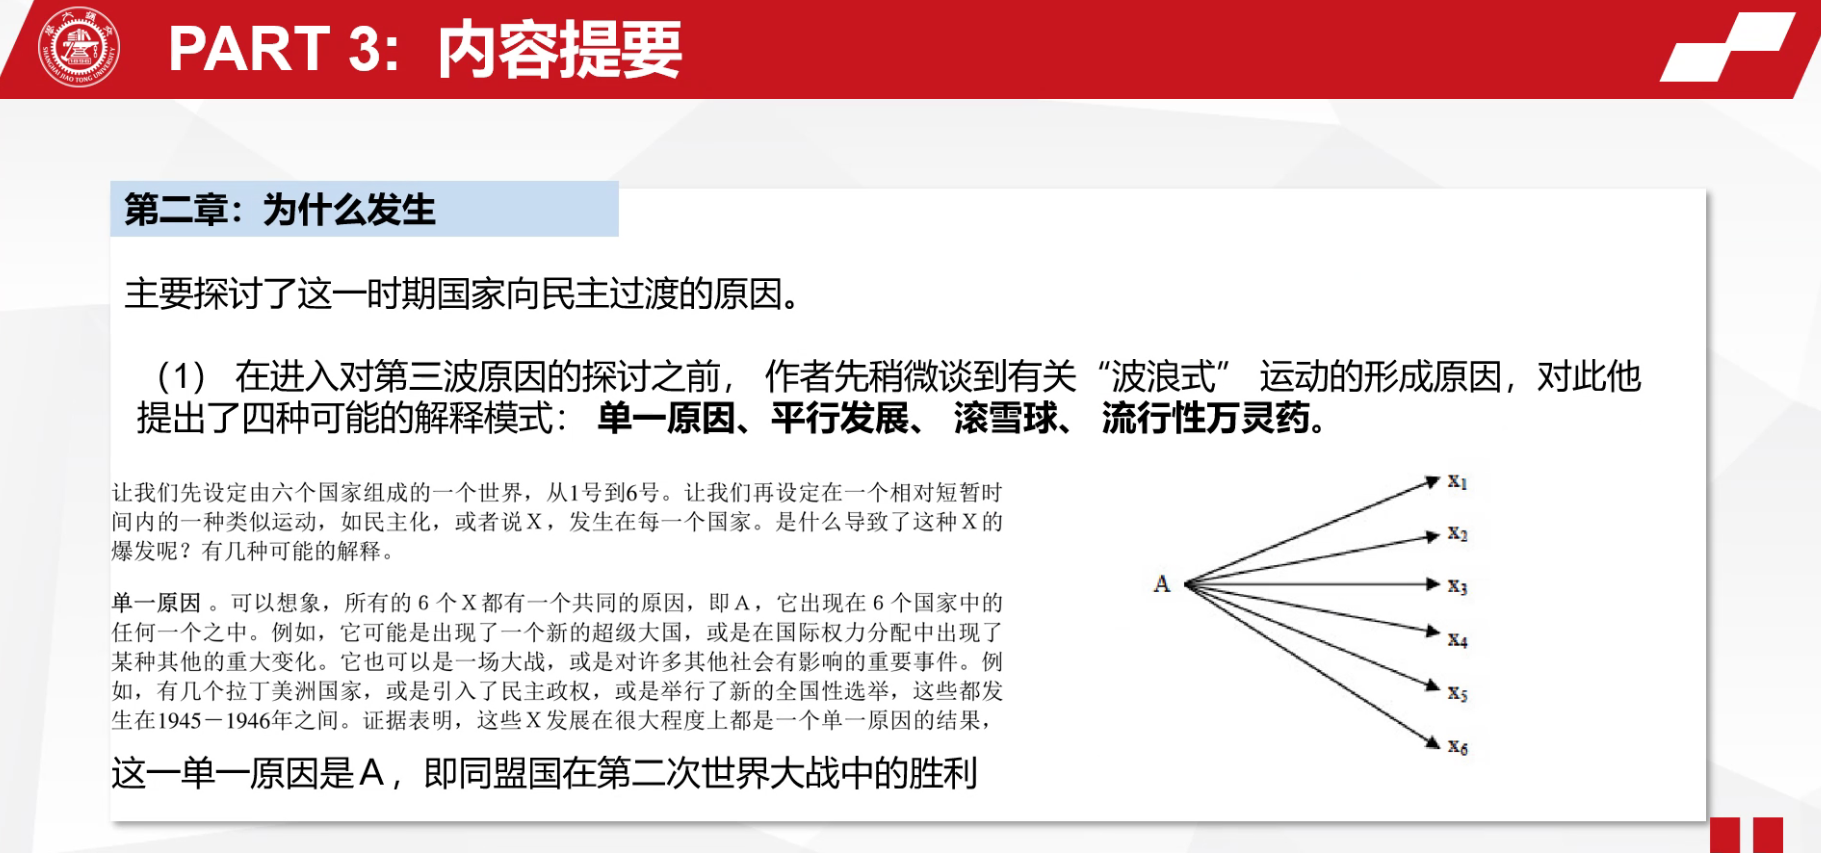 PART 3: 内容提要
SHANGHAI JIAO TONG UNIVERSITY
第二章：为什么发生
主要探讨了这一时期国家向民主过渡的原因。
（1） 在进入对第三波原因的探讨之前， 作者先稍微谈到有关“波浪式” 运动的形成原因，对此他
提出了四种可能的解释模式： 单一原因、平行发展、 滚雪球、 流行性万灵药。
让我们先设定由六个国家组成的一个世界，从1号到6号。让我们再设定在一个相对短暂时
间内的一种类似运动，如民主化，或者说X，发生在每一个国家。是什么导致了这种X的
爆发呢？有几种可能的解释。
单一原因 。可以想象，所有的 6 个X都有一个共同的原因，即A，它出现在 6 个国家中的
任何一个之中。例如，它可能是出现了一个新的超级大国，或是在国际权力分配中出现了
某种其他的重大变化。它也可以是一场大战，或是对许多其他社会有影响的重要事件。例
如，有几个拉丁美洲国家，或是引入了民主政权，或是举行了新的全国性选举，这些都发
生在1945－1946年之间。证据表明，这些X发展在很大程度上都是一个单一原因的结果，
这一单一原因是A，即同盟国在第二次世界大战中的胜利
A
x1
x2
x3
x4
x5
x6